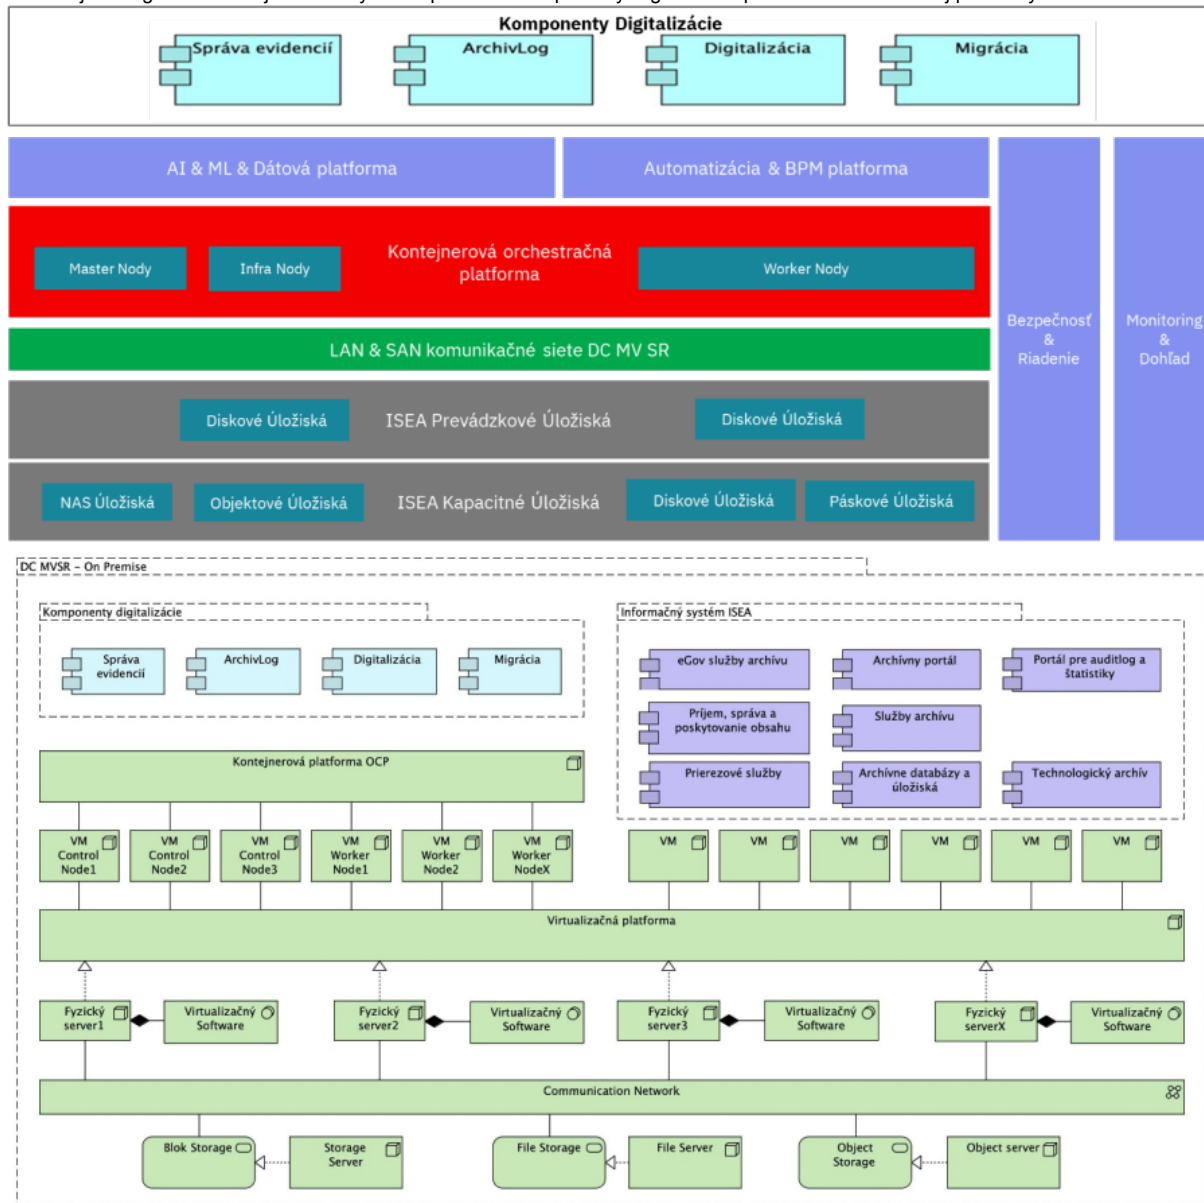 Komponenty Digitalizácie
Správa evidencií
ArchivLog
Digitalizácia
Migrácia
AI & ML & Dátová platforma
Automatizácia & BPM platforma
Kontejnerová orchestračná
platforma
Master Nody
Infra Nody
Worker Nody
Bezpečnosť
&
Riadenie
Monitoring
&
Dohľad
LAN & SAN komunikačné siete DC MV SR
Diskové Úložiská
ISEA Prevádzkové Úložiská
Diskové Úložiská
NAS Úložiská
Objektové Úložiská
ISEA Kapacitné Úložiská
Diskové Úložiská
Páskové Úložiská
DC MVSR – On Premise
Komponenty digitalizácie
Správa
evidencií
ArchivLog
Digitalizácia
Migrácia
Informačný systém ISEA
eGov služby archívu
Archívny portál
Portál pre auditlog a
štatistiky
Príjem, správa a
poskytovanie obsahu
Služby archívu
Prierezové služby
Archívne databázy a
úložiská
Technologický archív
Kontejnerová platforma OCP
VM
Control
Node1
VM
Control
Node2
VM
Control
Node3
VM
Worker
Node1
VM
Worker
Node2
VM
Worker
NodeX
VM
VM
VM
VM
VM
VM
Virtualizačná platforma
Fyzický
server1
Virtualizačný
Software
Fyzický
server2
Virtualizačný
Software
Fyzický
server3
Virtualizačný
Software
Fyzický
serverX
Virtualizačný
Software
Communication Network
Blok Storage
Storage
Server
File Storage
File Server
Object
Storage
Object server